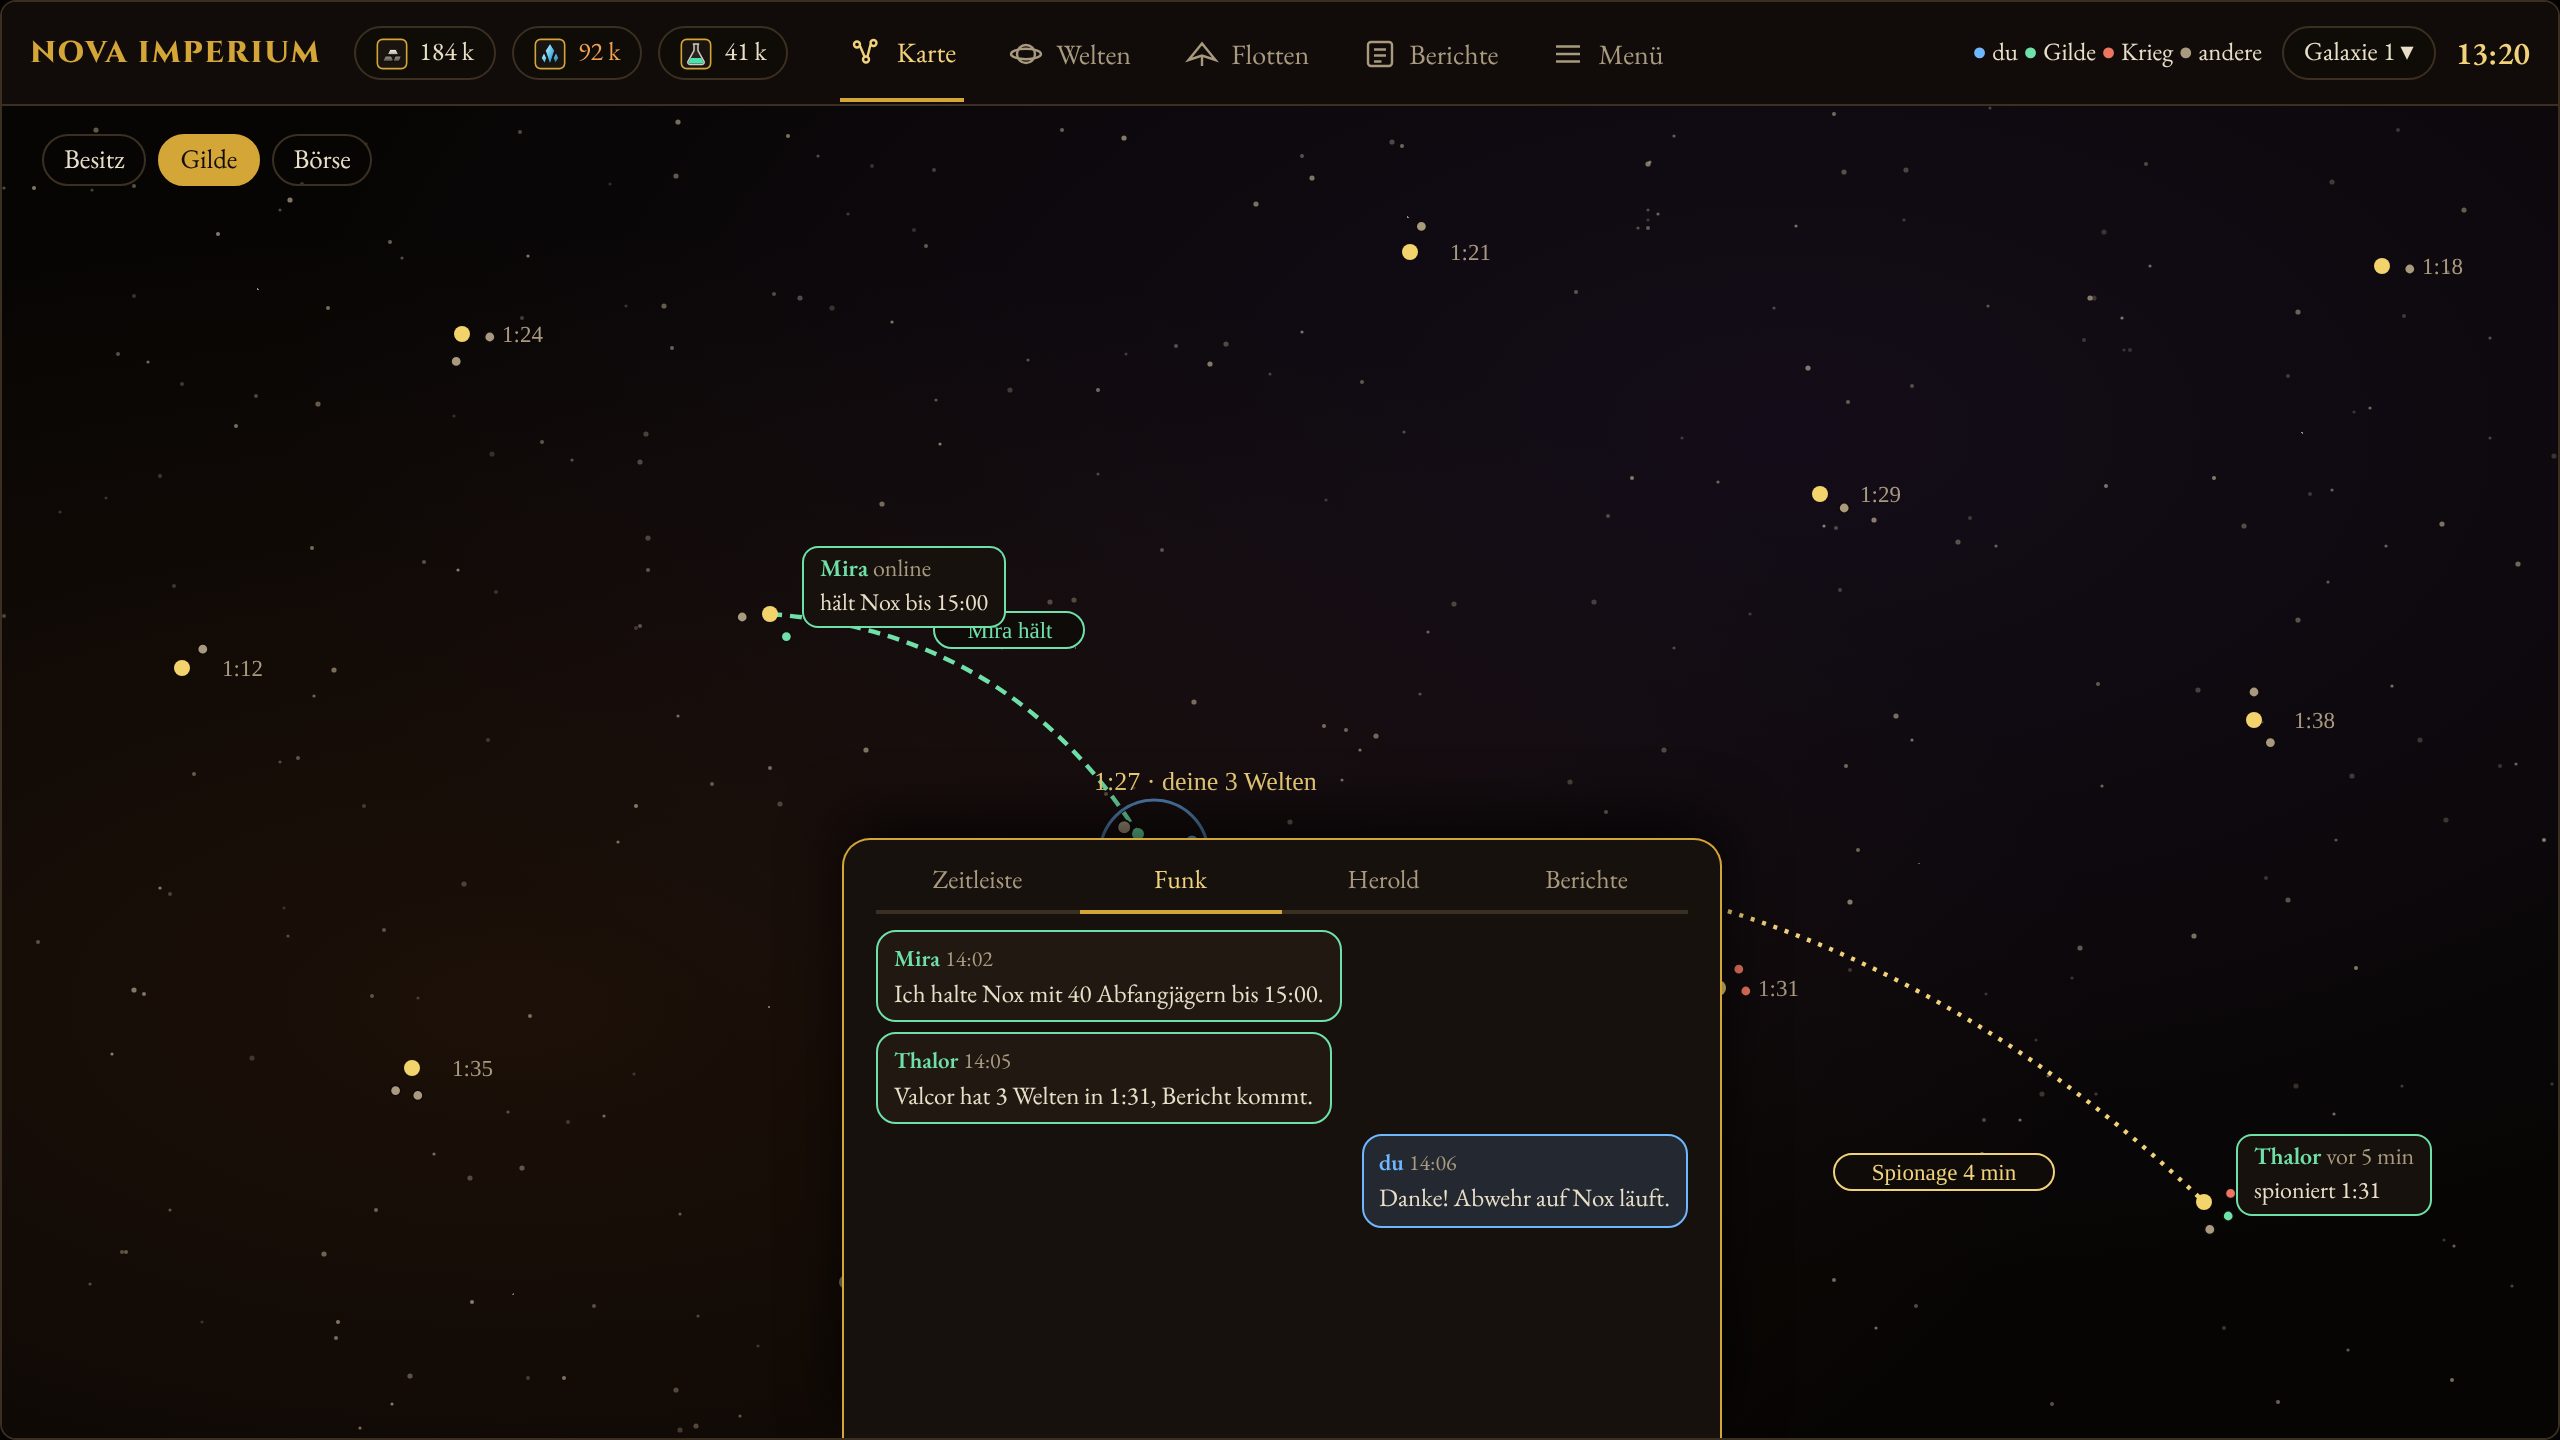 NOVA IMPERIUM
184 k
92 k
41 k
Karte
Welten
Flotten
Berichte
Menü
du
Gilde
Krieg
andere
Galaxie 1 ▾
13:20
Besitz
Gilde
Börse
1:21
1:18
1:24
1:29
Mira online
hält Nox bis 15:00
Mira hält
1:12
1:38
1:27 · deine 3 Welten
Zeitleiste
Funk
Herold
Berichte
Mira 14:02
Ich halte Nox mit 40 Abfangjägern bis 15:00.
1:31
Thalor 14:05
Valcor hat 3 Welten in 1:31, Bericht kommt.
1:35
du 14:06
Danke! Abwehr auf Nox läuft.
Spionage 4 min
Thalor vor 5 min
spioniert 1:31